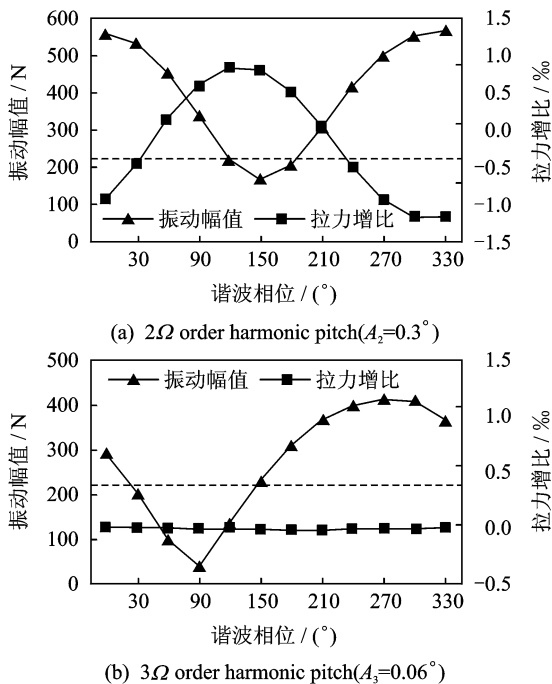 600
500
400
300
200
100
0
振动幅值 / N
1.5
1.0
0.5
0.0
−0.5
−1.0
−1.5
拉力增比 / ‰
振动幅值
拉力增比
30 90 150 210 270 330
谐波相位 / (°)
(a) 2Ω order harmonic pitch(A₂=0.3°)
500
400
300
200
100
0
振动幅值 / N
1.5
1.0
0.5
0.0
−0.5
拉力增比 / ‰
振动幅值
拉力增比
30 90 150 210 270 330
谐波相位 / (°)
(b) 3Ω order harmonic pitch(A₃=0.06°)